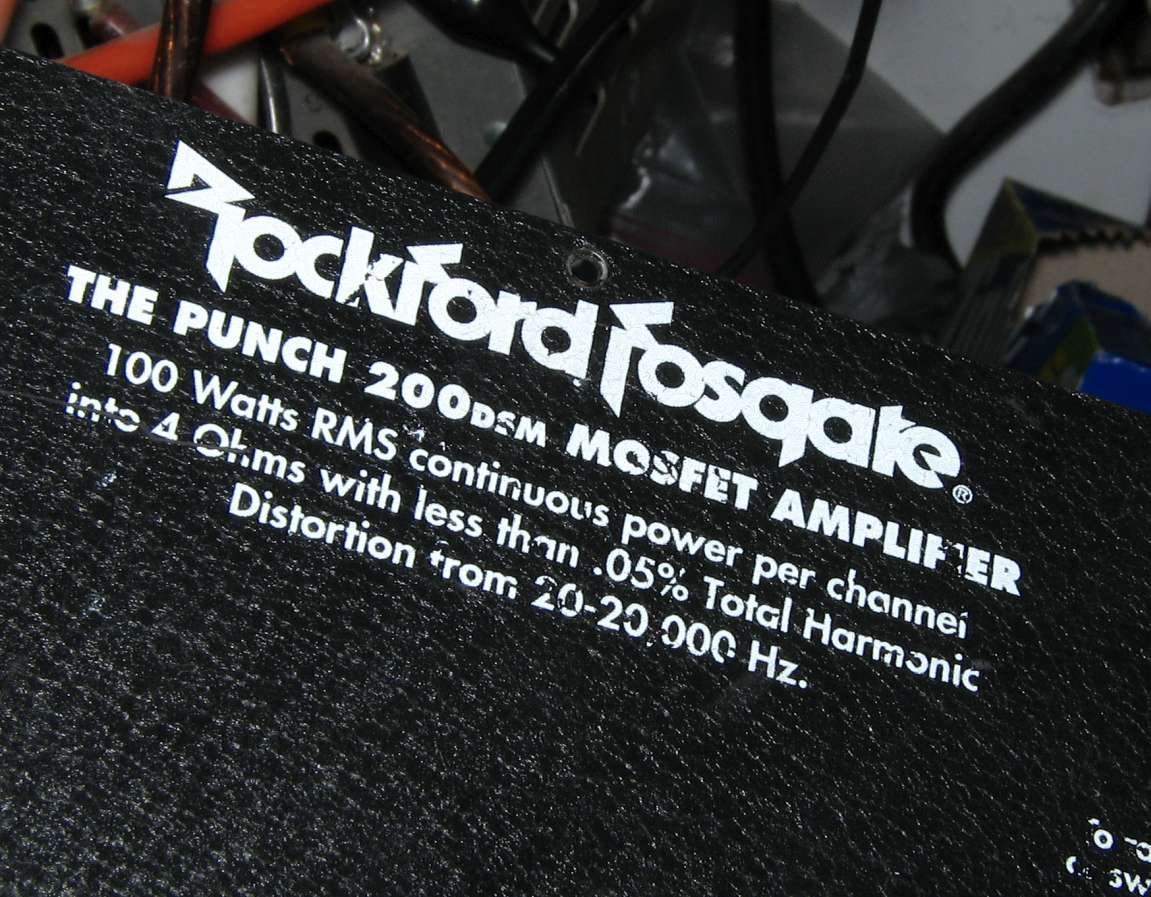 Rockford Fosgate®
THE PUNCH 200DSM MOSFET AMPLIFIER
100 Watts RMS continuous power per channel
into 4 Ohms with less than .05% Total Harmonic
Distortion from 20-20,000 Hz.